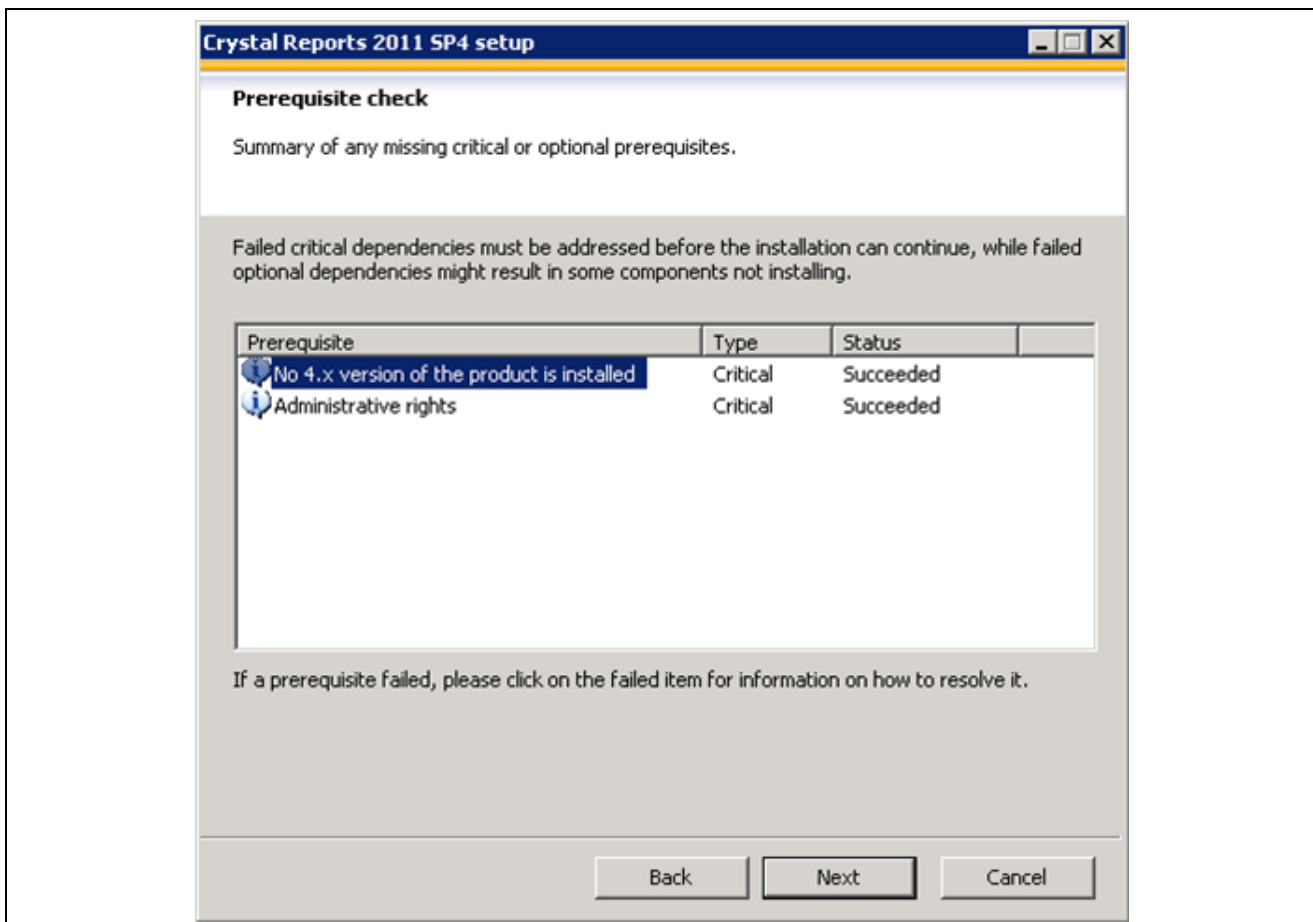 Crystal Reports 2011 SP4 setup
Prerequisite check
Summary of any missing critical or optional prerequisites.
Failed critical dependencies must be addressed before the installation can continue, while failed
optional dependencies might result in some components not installing.
Prerequisite Type Status
No 4.x version of the product is installed Critical Succeeded
Administrative rights Critical Succeeded
If a prerequisite failed, please click on the failed item for information on how to resolve it.
Back Next Cancel